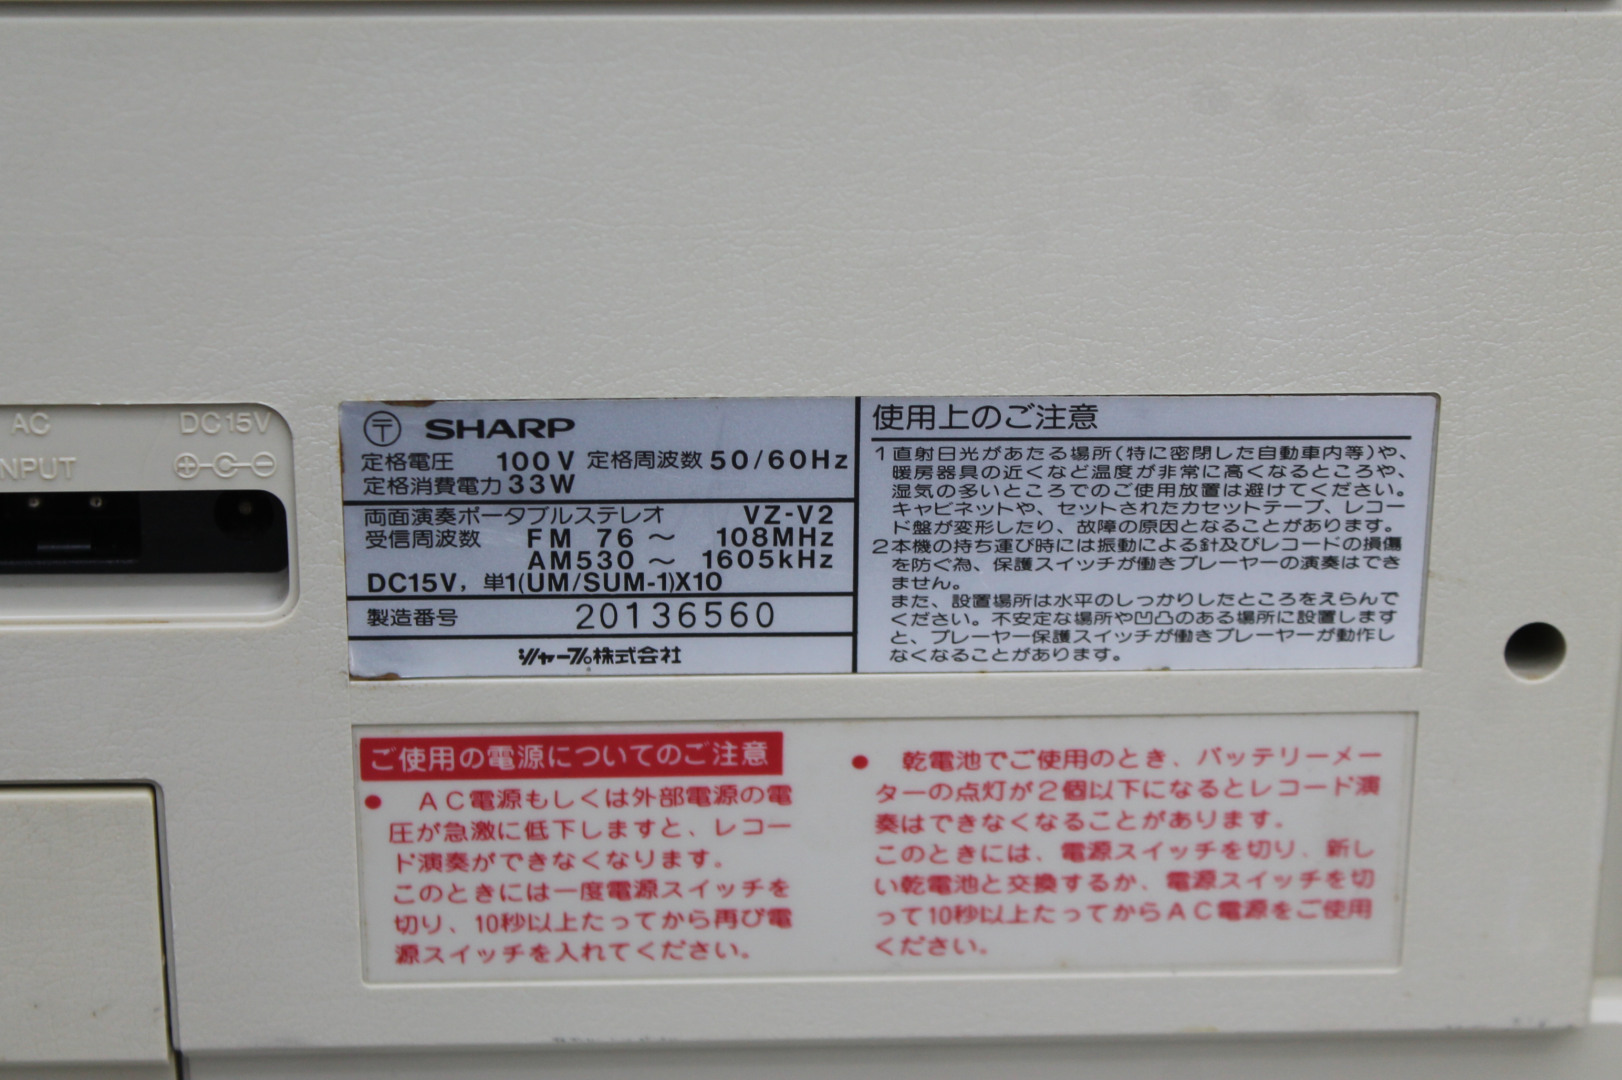 AC
NPUT
DC15V
〒 SHARP
定格電圧 100V 定格周波数 50/60Hz
定格消費電力 33W
両面演奏ポータブルステレオ VZ-V2
受信周波数 FM 76 ～ 108MHz
AM530 ～ 1605kHz
DC15V，単1(UM/SUM-1)X10
製造番号 20136560
シャープ株式会社
使用上のご注意
1 直射日光があたる場所(特に密閉した自動車内等)や、
暖房器具の近くなど温度が非常に高くなるところや、
湿気の多いところでのご使用放置は避けてください。
キャビネットや、セットされたカセットテープ、レコー
ド盤が変形したり、故障の原因となることがあります。
2 本機の持ち運び時には振動による針及びレコードの損傷
を防ぐ為、保護スイッチが働きプレーヤーの演奏はでき
ません。
また、設置場所は水平のしっかりしたところをえらんで
ください。不安定な場所や凹凸のある場所に設置します
と、プレーヤー保護スイッチが働きプレーヤーが動作し
なくなることがあります。
ご使用の電源についてのご注意
● AC電源もしくは外部電源の電
圧が急激に低下しますと、レコー
ド演奏ができなくなります。
このときには一度電源スイッチを
切り、10秒以上たってから再び電
源スイッチを入れてください。
● 乾電池でご使用のとき、バッテリーメー
ターの点灯が2個以下になるとレコード演
奏はできなくなることがあります。
このときには、電源スイッチを切り、新し
い乾電池と交換するか、電源スイッチを切
って10秒以上たってからAC電源をご使用
ください。